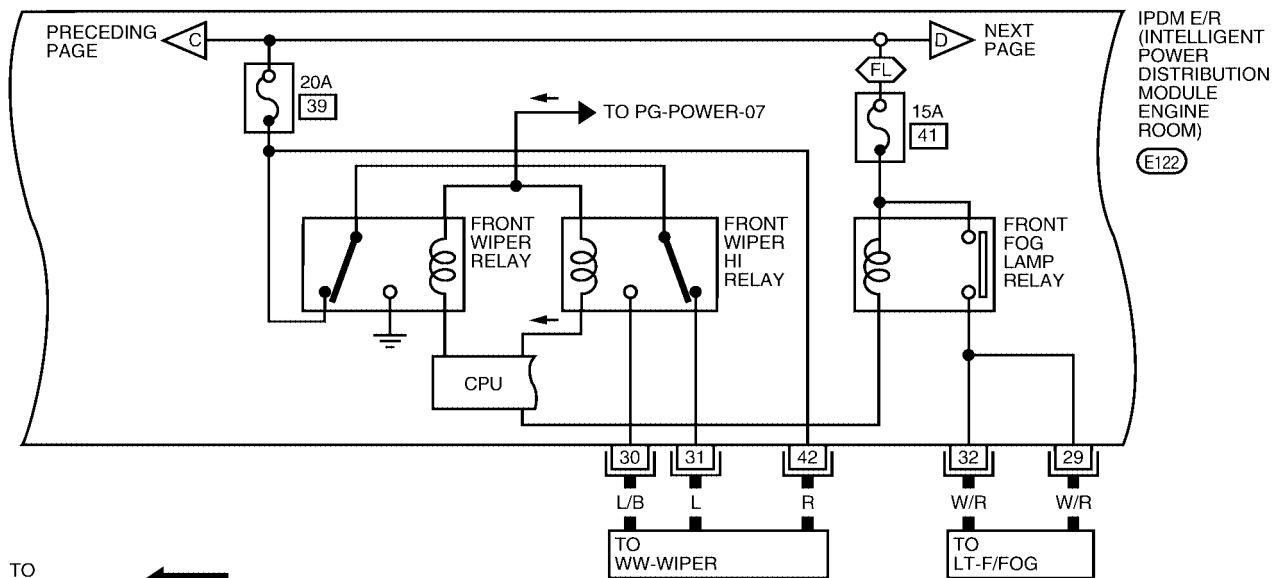 PRECEDING
PAGE
C
D
NEXT
PAGE
IPDM E/R
(INTELLIGENT
POWER
DISTRIBUTION
MODULE
ENGINE
ROOM)
E122
20A
39
TO PG-POWER-07
FL
15A
41
FRONT
WIPER
RELAY
FRONT
WIPER
HI
RELAY
FRONT
FOG
LAMP
RELAY
CPU
30
31
42
32
29
L/B
L
R
W/R
W/R
TO
WW-WIPER
TO
LT-F/FOG
TO